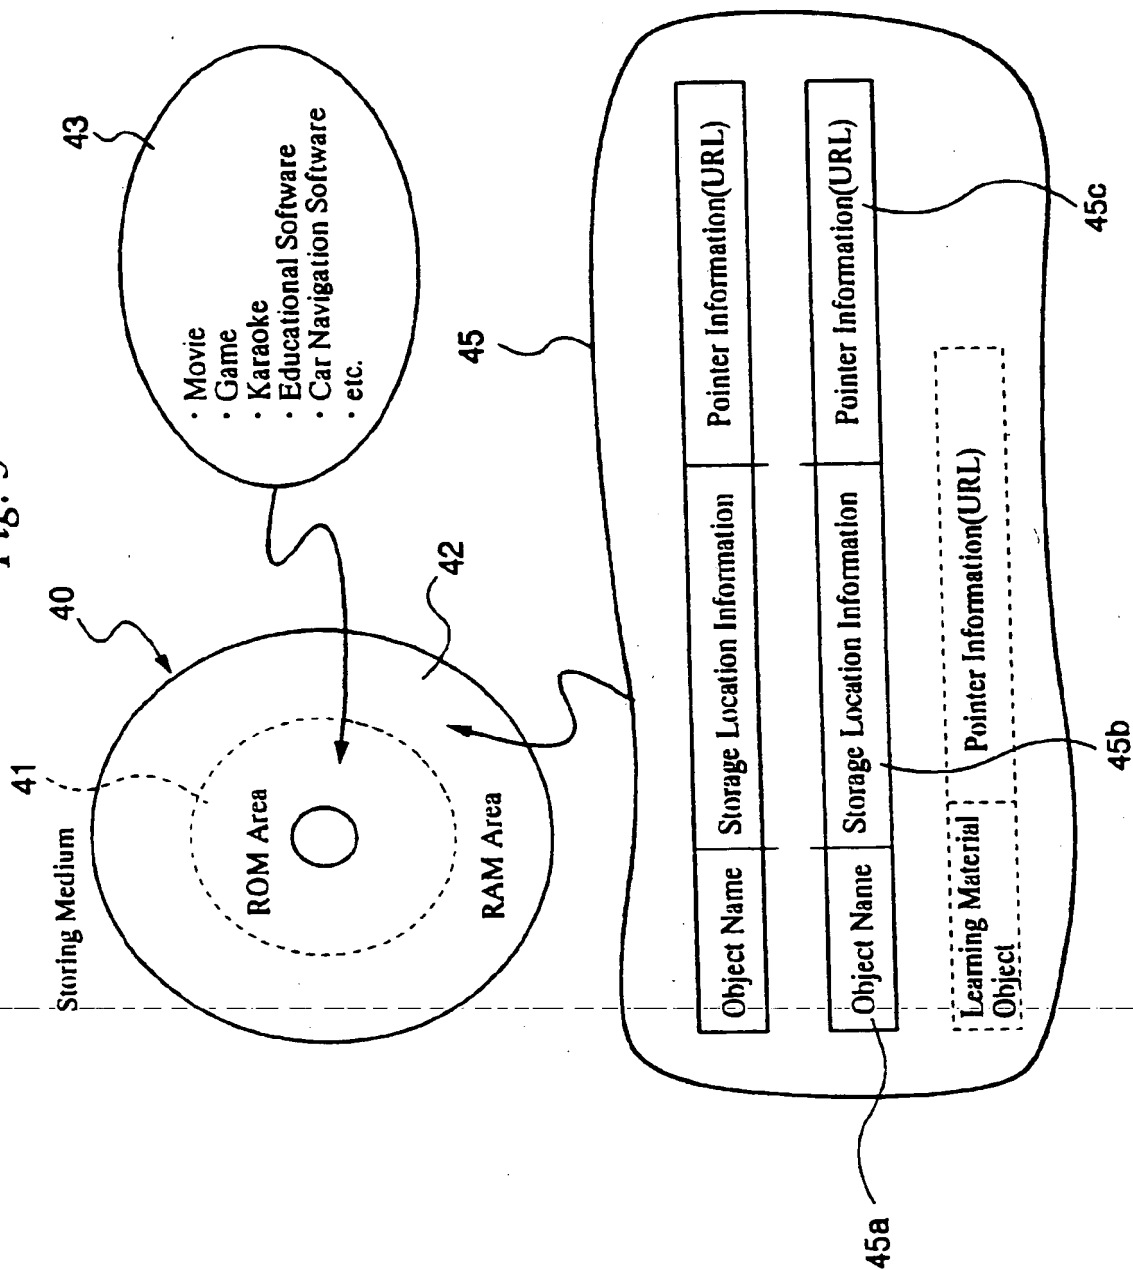 Fig.
Storing Medium
40
41
ROM Area
RAM Area
42
43
· Movie
· Game
· Karaoke
· Educational Software
· Car Navigation Software
· etc.
45
Object Name Storage Location Information Pointer Information(URL)
Object Name Storage Location Information Pointer Information(URL)
Learning Material
Object
Pointer Information(URL)
45a
45b
45c